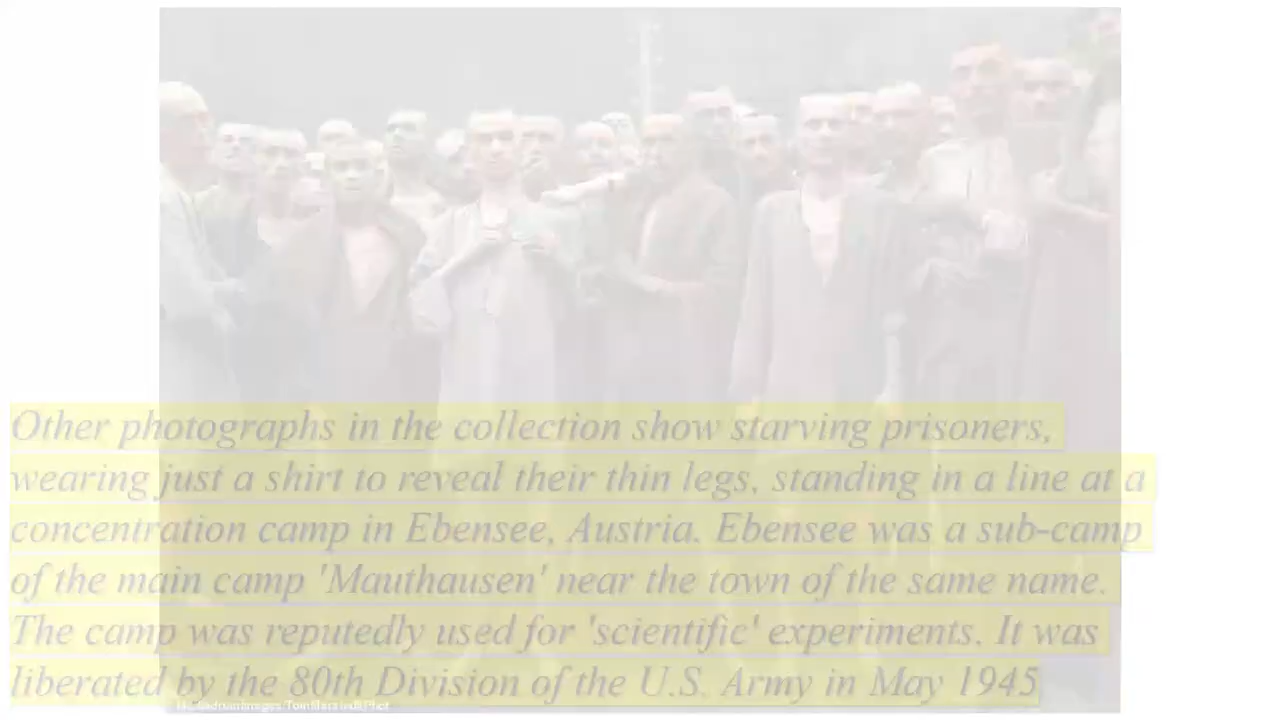 Other photographs in the collection show starving prisoners,
wearing just a shirt to reveal their thin legs, standing in a line at a
concentration camp in Ebensee, Austria. Ebensee was a sub-camp
of the main camp 'Mauthausen' near the town of the same name.
The camp was reputedly used for 'scientific' experiments. It was
liberated by the 80th Division of the U.S. Army in May 1945